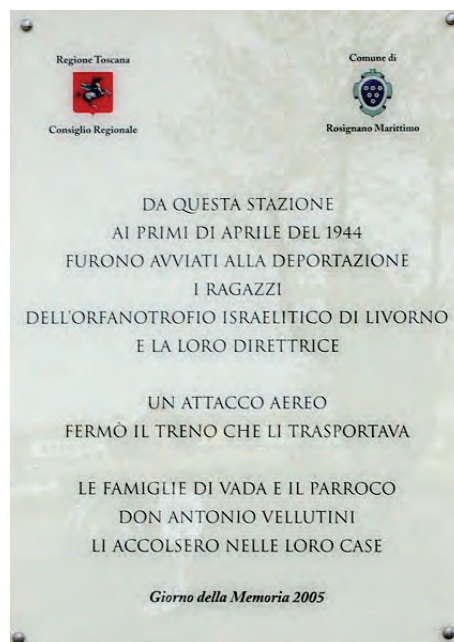 Regione Toscana
Consiglio Regionale
Comune di
Rosignano Marittimo
DA QUESTA STAZIONE
AI PRIMI DI APRILE DEL 1944
FURONO AVVIATI ALLA DEPORTAZIONE
I RAGAZZI
DELL'ORFANOTROFIO ISRAELITICO DI LIVORNO
E LA LORO DIRETTRICE
UN ATTACCO AEREO
FERMÒ IL TRENO CHE LI TRASPORTAVA
LE FAMIGLIE DI VADA E IL PARROCO
DON ANTONIO VELLUTINI
LI ACCOLSERO NELLE LORO CASE
Giorno della Memoria 2005